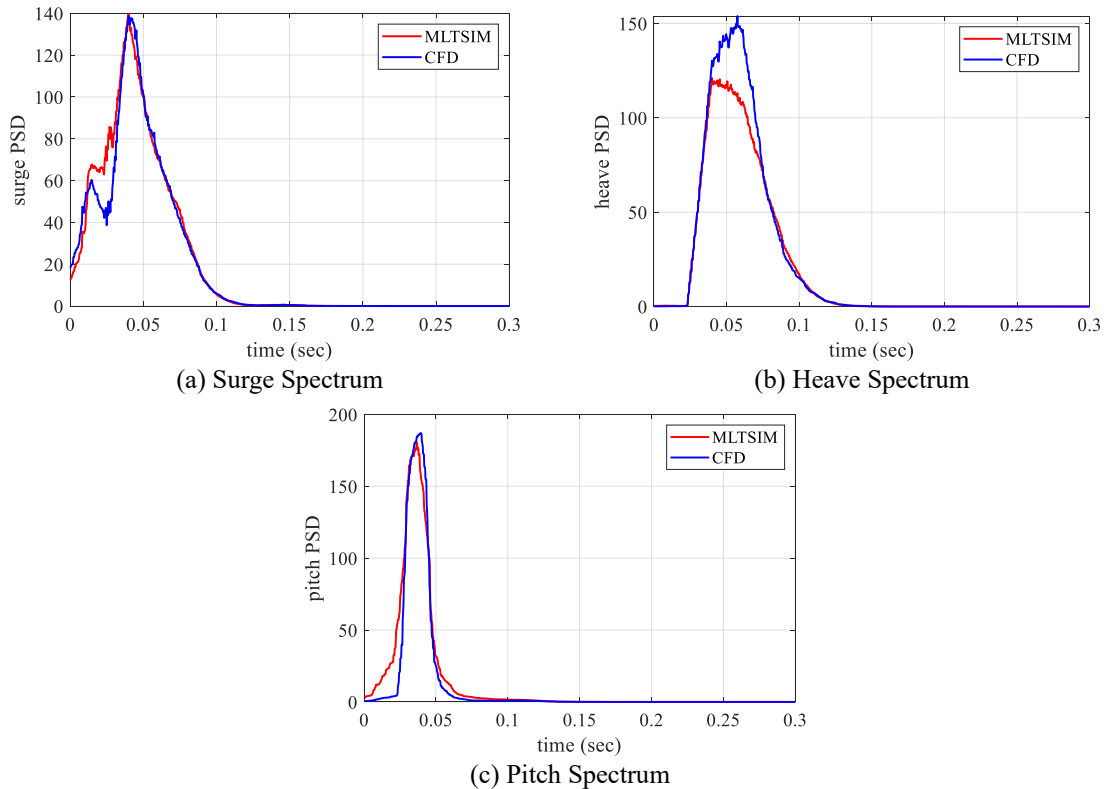 140
120
100
80
60
40
20
0
surge PSD
MLTSIM
CFD
0 0.05 0.1 0.15 0.2 0.25 0.3
time (sec)
(a) Surge Spectrum
150
100
50
0
heave PSD
MLTSIM
CFD
0 0.05 0.1 0.15 0.2 0.25 0.3
time (sec)
(b) Heave Spectrum
200
150
100
50
0
pitch PSD
MLTSIM
CFD
0 0.05 0.1 0.15 0.2 0.25 0.3
time (sec)
(c) Pitch Spectrum